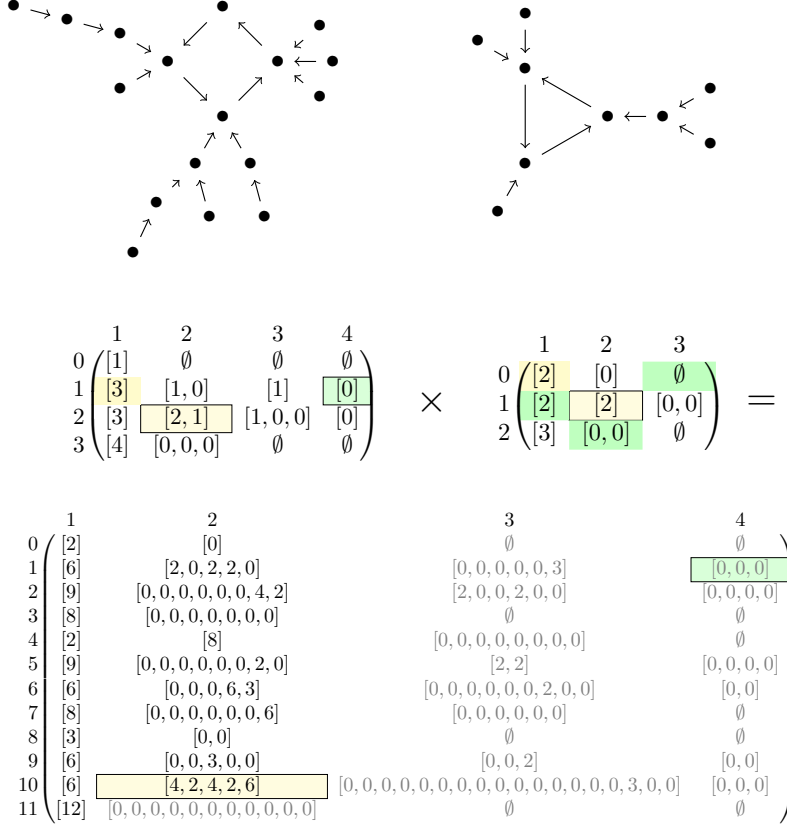 1 2 3 4
0 [1] ∅ ∅ ∅
1 [3] [1, 0] [1] [0]
2 [3] [2, 1] [1, 0, 0] [0]
3 [4] [0, 0, 0] ∅ ∅
×
1 2 3
0 [2] [0] ∅
1 [2] [2] [0, 0]
2 [3] [0, 0] ∅
=
1 2 3 4
0 [2] [0] ∅ ∅
1 [6] [2, 0, 2, 2, 0] [0, 0, 0, 0, 0, 3] [0, 0, 0]
2 [9] [0, 0, 0, 0, 0, 0, 4, 2] [2, 0, 0, 2, 0, 0] [0, 0, 0, 0]
3 [8] [0, 0, 0, 0, 0, 0, 0] ∅ ∅
4 [2] [8] [0, 0, 0, 0, 0, 0, 0, 0] ∅
5 [9] [0, 0, 0, 0, 0, 0, 2, 0] [2, 2] [0, 0, 0, 0]
6 [6] [0, 0, 0, 6, 3] [0, 0, 0, 0, 0, 0, 2, 0, 0] [0, 0]
7 [8] [0, 0, 0, 0, 0, 0, 6] [0, 0, 0, 0, 0, 0] ∅
8 [3] [0, 0] ∅ ∅
9 [6] [0, 0, 3, 0, 0] [0, 0, 2] [0, 0]
10 [6] [4, 2, 4, 2, 6] [0, 0, 0, 0, 0, 0, 0, 0, 0, 0, 0, 0, 0, 0, 3, 0, 0] [0, 0, 0]
11 [12] [0, 0, 0, 0, 0, 0, 0, 0, 0, 0, 0] ∅ ∅